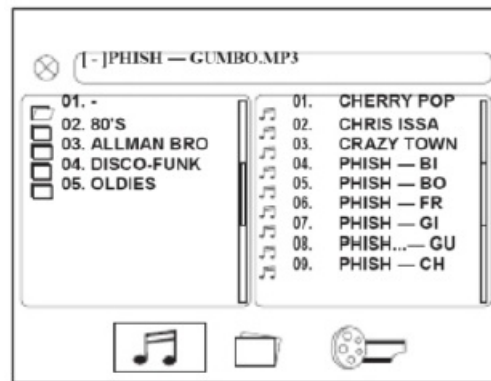 [ - ]PHISH — GUMBO.MP3
01. -
02. 80'S
03. ALLMAN BRO
04. DISCO-FUNK
05. OLDIES
01. CHERRY POP
02. CHRIS ISSA
03. CRAZY TOWN
04. PHISH — BI
05. PHISH — BO
06. PHISH — FR
07. PHISH — GI
08. PHISH...— GU
09. PHISH — CH